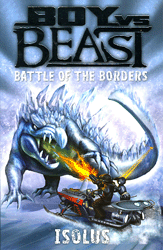 BOY VS
BEAST
BATTLE OF THE BORDERS
ISOLUS